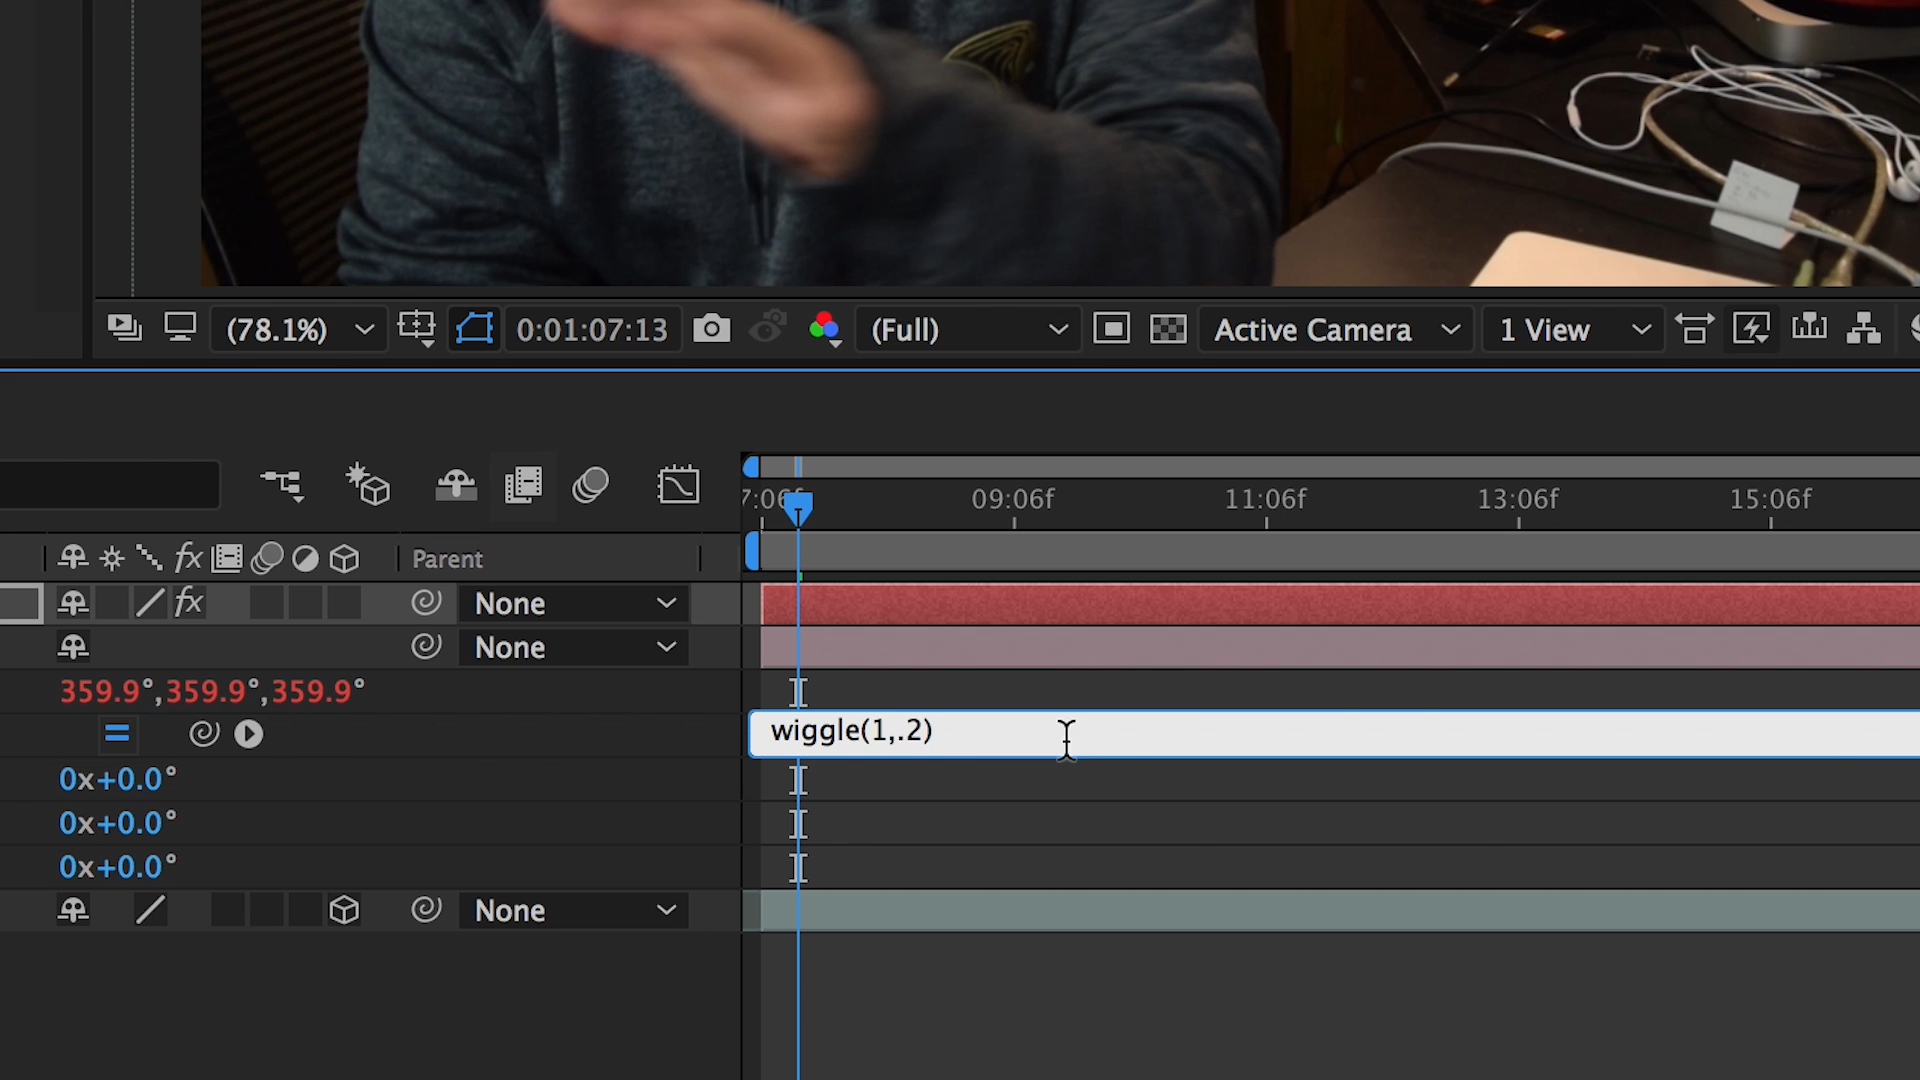 (78.1%) 0:01:07:13 (Full) Active Camera 1 View
7:06f 09:06f 11:06f 13:06f 15:06f
fx Parent
fx None
None
359.9°,359.9°,359.9°
wiggle(1,.2)
0x+0.0°
0x+0.0°
0x+0.0°
None